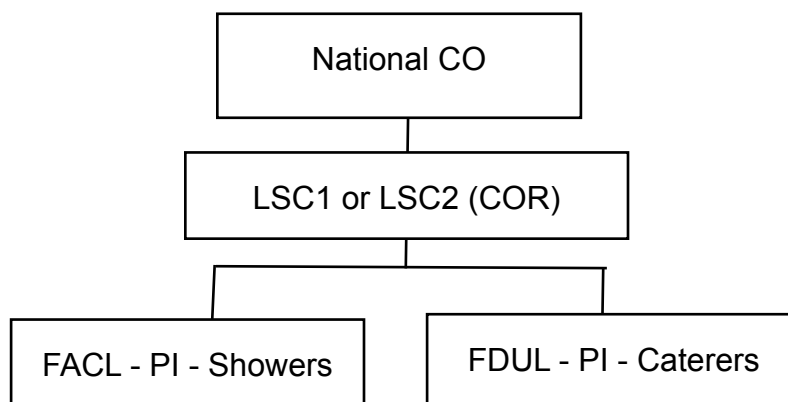 National CO
LSC1 or LSC2 (COR)
FACL - PI - Showers
FDUL - PI - Caterers